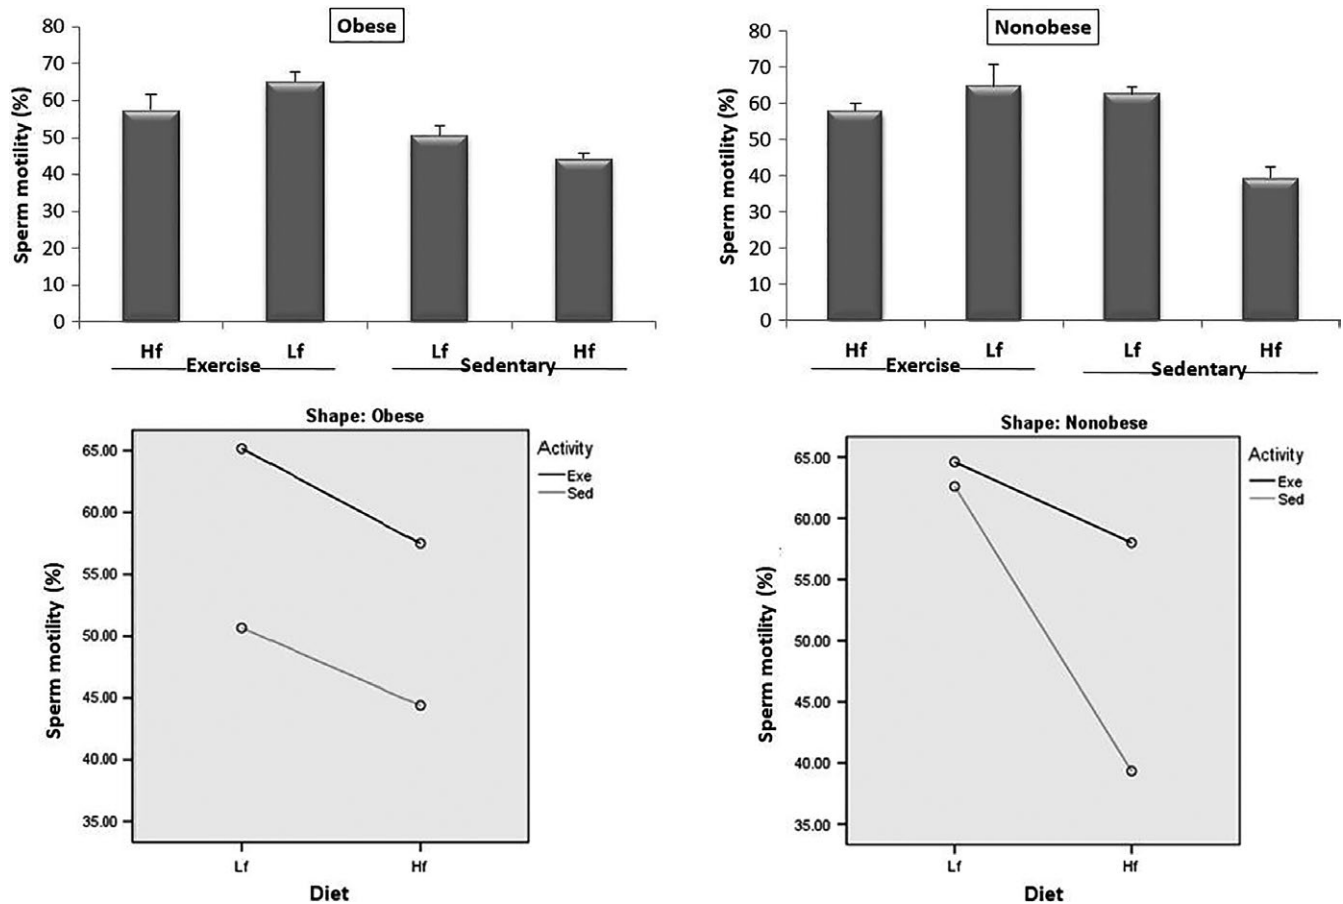 Obese
Sperm motility (%)
80
70
60
50
40
30
20
10
0
Hf Lf Lf Hf
Exercise Sedentary
Nonobese
Sperm motility (%)
80
70
60
50
40
30
20
10
0
Hf Lf Lf Hf
Exercise Sedentary
Shape: Obese
Sperm motility (%)
65.00
60.00
55.00
50.00
45.00
40.00
35.00
Lf Hf
Diet
Activity
Exe
Sed
Shape: Nonobese
Sperm motility (%)
65.00
60.00
55.00
50.00
45.00
40.00
35.00
Lf Hf
Diet
Activity
Exe
Sed